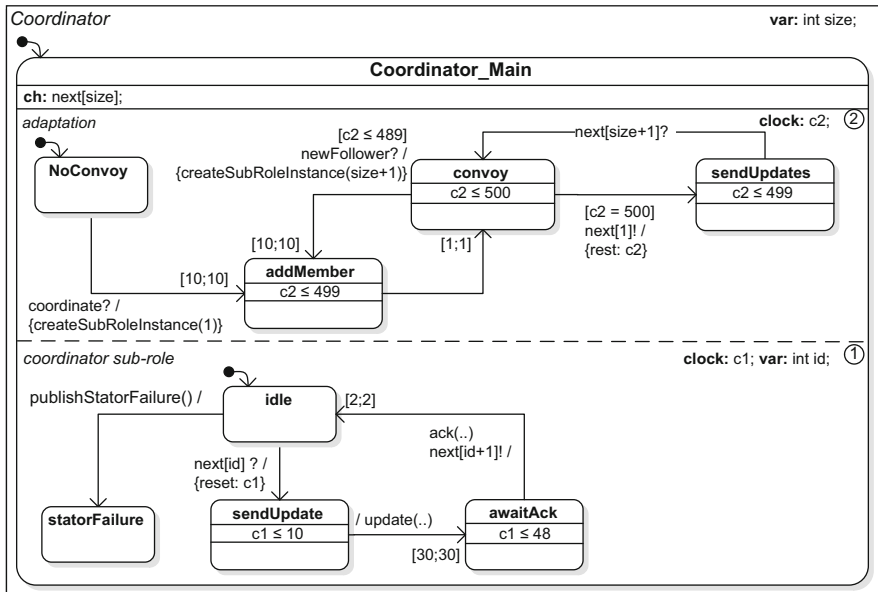 Coordinator
var: int size;
Coordinator_Main
ch: next[size];
adaptation
clock: c2;
2
NoConvoy
[c2 ≤ 489]
newFollower? /
{createSubRoleInstance(size+1)}
convoy
c2 ≤ 500
next[size+1]?
sendUpdates
c2 ≤ 499
[c2 = 500]
next[1]! /
{rest: c2}
[10;10]
[1;1]
[10;10]
addMember
c2 ≤ 499
coordinate? /
{createSubRoleInstance(1)}
coordinator sub-role
clock: c1; var: int id;
1
publishStatorFailure() /
idle
[2;2]
ack(..)
next[id+1]! /
next[id] ? /
{reset: c1}
statorFailure
sendUpdate
c1 ≤ 10
/ update(..)
awaitAck
c1 ≤ 48
[30;30]